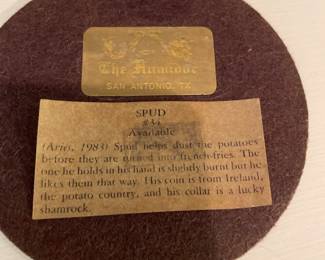 The
SAN ANTONIO, TX
SPUD
Available
(Aries, 1983) Spud helps dust the potatoes
before they are turned into french-fries. The
one he holds in his hand is slightly burnt but he
likes them that way. His coin is from Ireland,
the potato country, and his collar is a lucky
shamrock.